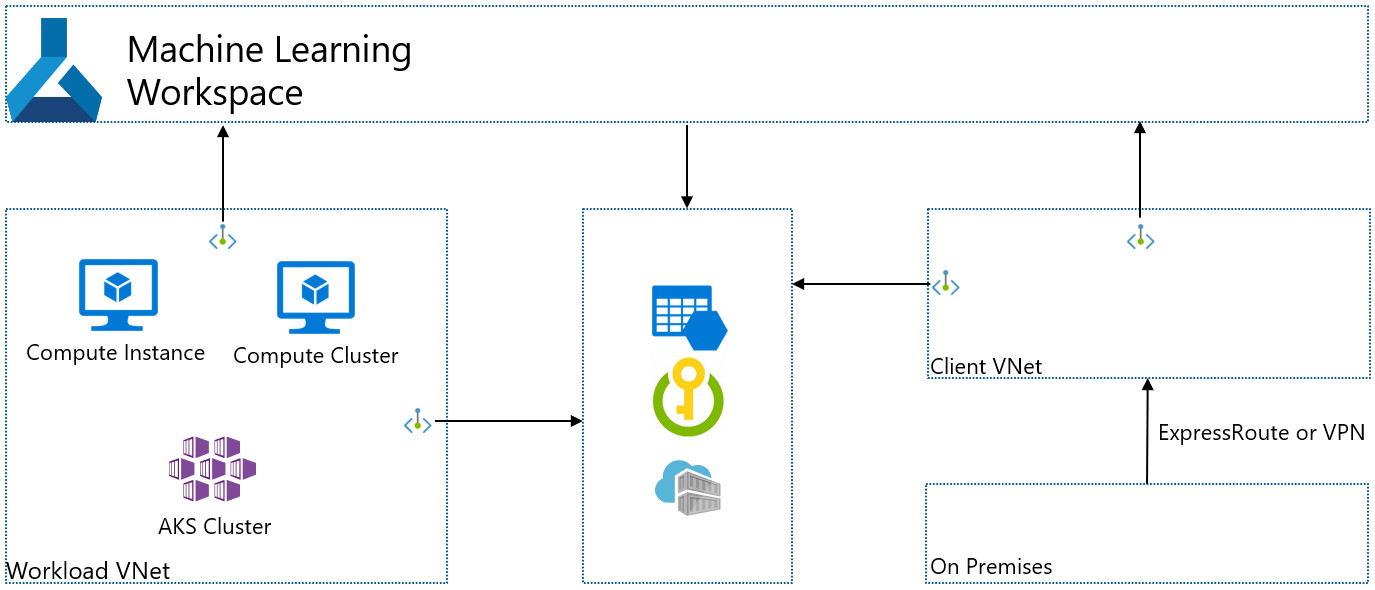 Machine Learning
Workspace
Compute Instance
Compute Cluster
AKS Cluster
Workload VNet
Client VNet
ExpressRoute or VPN
On Premises